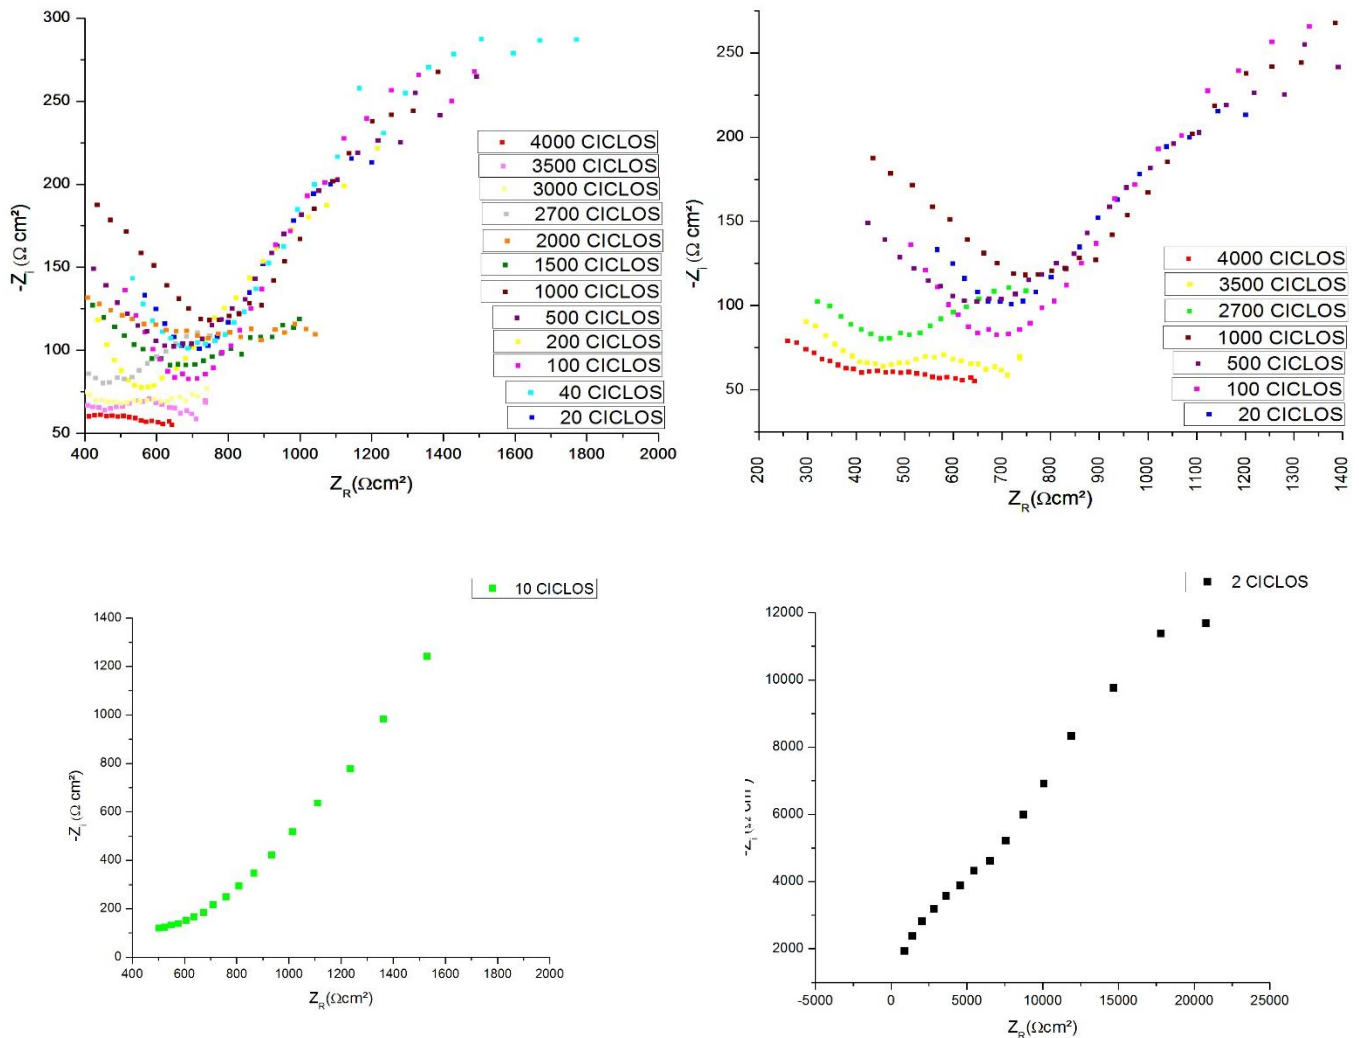 300
250
200
150
100
50
-Z_i (Ω cm²)
4000 CICLOS
3500 CICLOS
3000 CICLOS
2700 CICLOS
2000 CICLOS
1500 CICLOS
1000 CICLOS
500 CICLOS
200 CICLOS
100 CICLOS
40 CICLOS
20 CICLOS
400 600 800 1000 1200 1400 1600 1800 2000
Z_R(Ωcm²)
250
200
150
100
50
-Z_i (Ω cm²)
4000 CICLOS
3500 CICLOS
2700 CICLOS
1000 CICLOS
500 CICLOS
100 CICLOS
20 CICLOS
200 300 400 500 600 700 800 900 1000 1100 1200 1300 1400
Z_R(Ωcm²)
10 CICLOS
1400
1200
1000
800
600
400
200
0
-Z_i (Ω cm²)
400 600 800 1000 1200 1400 1600 1800 2000
Z_R(Ωcm²)
2 CICLOS
12000
10000
8000
6000
4000
2000
-Z_i (Ω cm²)
-5000 0 5000 10000 15000 20000 25000
Z_R(Ωcm²)